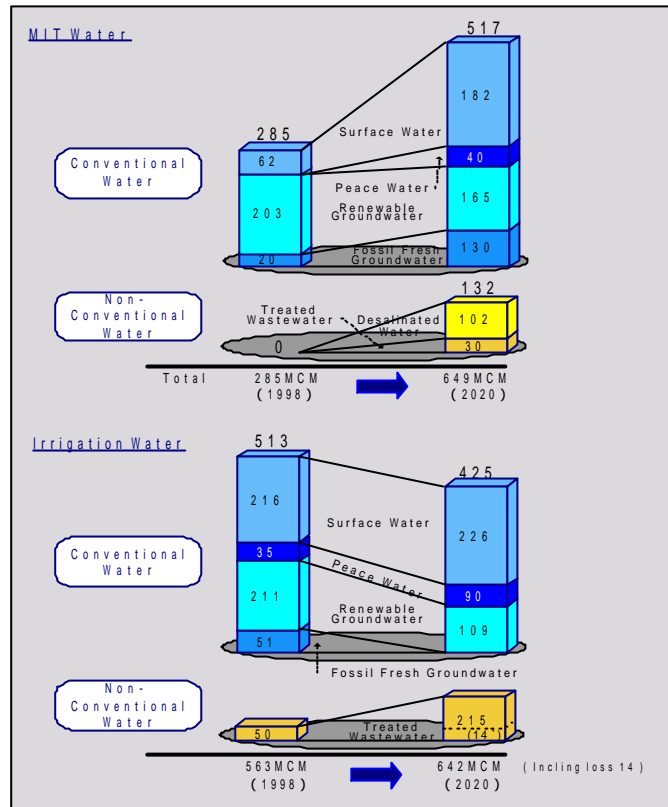 MIT Water
517
182
Surface Water
285
62
40
Conventional
Water
Peace Water
Renewable
Groundwater
203
165
Fossil Fresh
Groundwater
20
130
132
Non-
Conventional
Water
Treated
Wastewater
Desalinated
Water
102
0
30
Total
285MCM
(1998)
649MCM
(2020)
Irrigation Water
513
425
216
Surface Water
226
Conventional
Water
35
Peace Water
90
211
Renewable
Groundwater
109
51
Fossil Fresh Groundwater
Non-
Conventional
Water
50
Treated
Wastewater
215
(14)
563MCM
(1998)
642MCM
(2020)
(Incling loss 14)